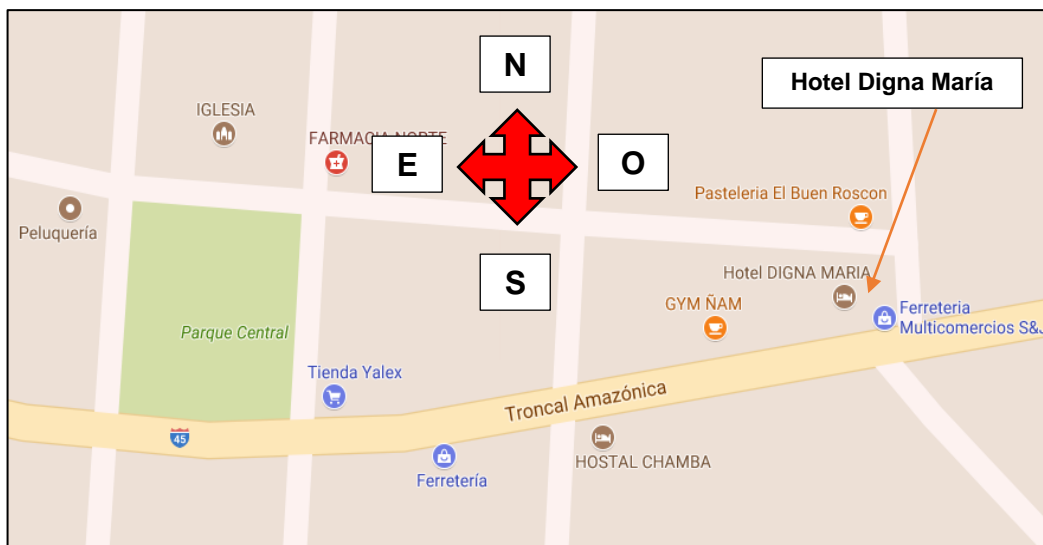 N
Hotel Digna María
IGLESIA
FARMACIA NORTE
E
O
Pasteleria El Buen Roscon
Peluquería
S
Hotel DIGNA MARIA
GYM ÑAM
Ferreteria
Multicomercios S&J
Parque Central
Tienda Yalex
Troncal Amazónica
45
HOSTAL CHAMBA
Ferretería